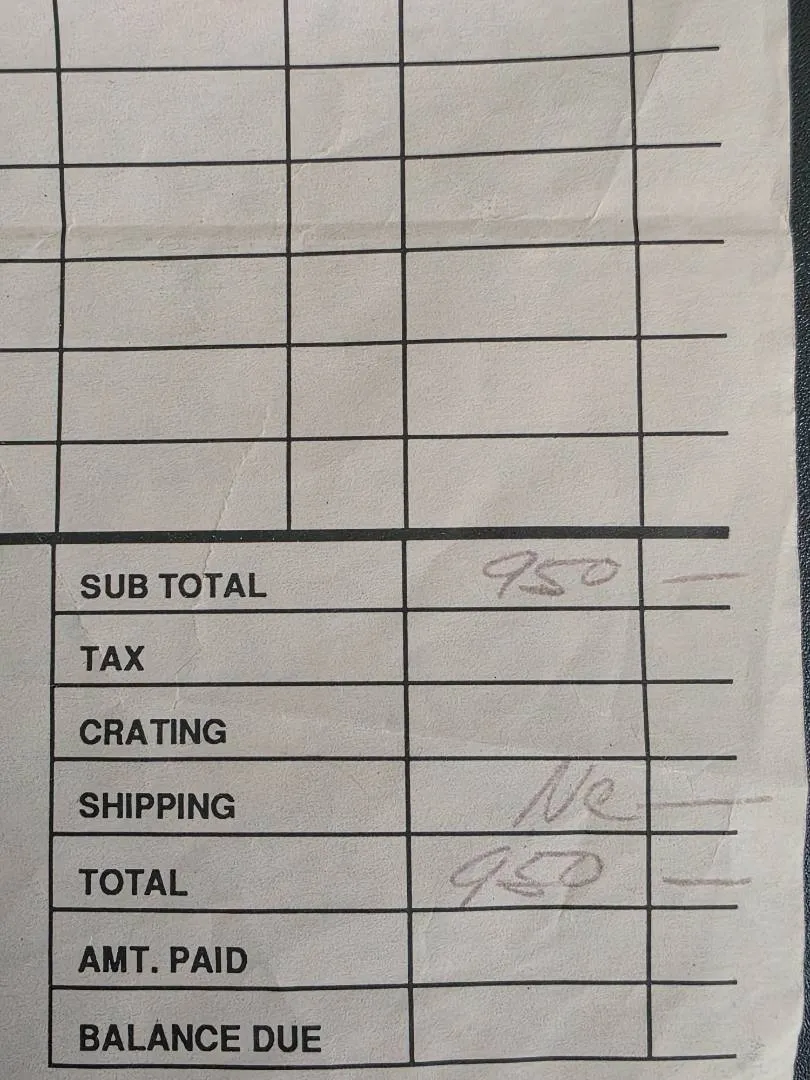 SUB TOTAL 950 —
TAX
CRATING
SHIPPING Ne —
TOTAL 950 —
AMT. PAID
BALANCE DUE